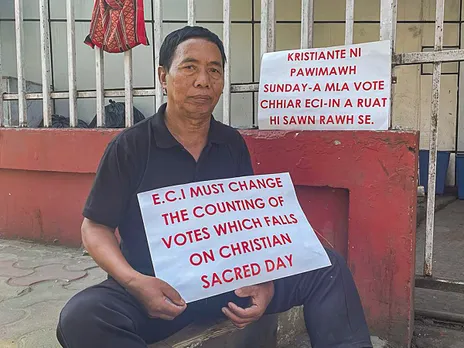 KRISTIANTE NI
PAWIMAWH
SUNDAY-A MLA VOTE
CHHIAR ECI-IN A RUAT
HI SAWN RAWH SE.
E.C.I MUST CHANGE
THE COUNTING OF
VOTES WHICH FALLS
ON CHRISTIAN
SACRED DAY